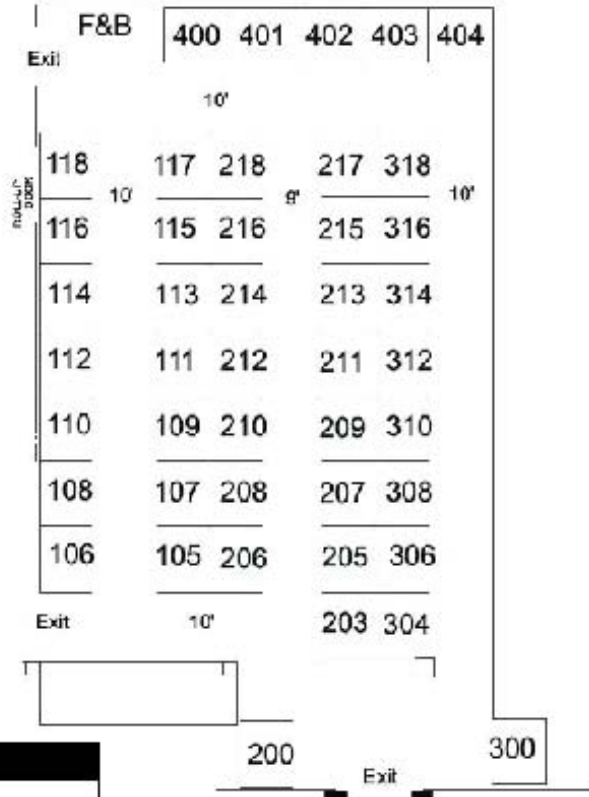 F&B 400 401 402 403 404
Exit
10'
118 117 218 217 318
10' 9' 10'
116 115 216 215 316
114 113 214 213 314
112 111 212 211 312
110 109 210 209 310
108 107 208 207 308
106 105 206 205 306
Exit 10' 203 304
200 300
Exit